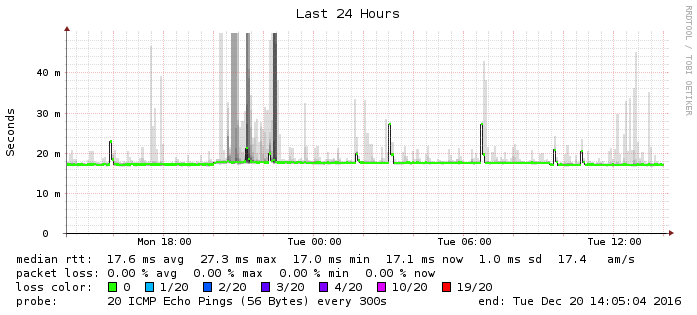 Last 24 Hours
RRDTOOL / TOBI OETIKER
Seconds
40 m
30 m
20 m
10 m
0
Mon 18:00 Tue 00:00 Tue 06:00 Tue 12:00
median rtt: 17.6 ms avg 27.3 ms max 17.0 ms min 17.1 ms now 1.0 ms sd 17.4 am/s
packet loss: 0.00 % avg 0.00 % max 0.00 % min 0.00 % now
loss color: 0 1/20 2/20 3/20 4/20 10/20 19/20
probe: 20 ICMP Echo Pings (56 Bytes) every 300s end: Tue Dec 20 14:05:04 2016